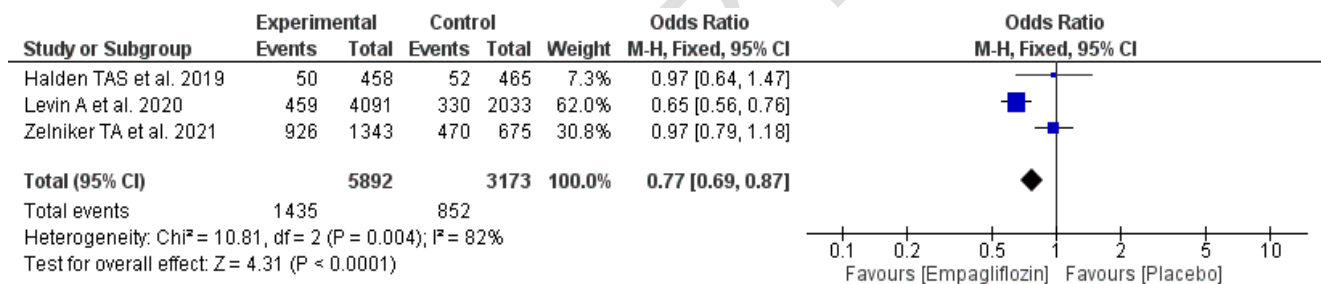 Experimental Control Odds Ratio Odds Ratio
Study or Subgroup Events Total Events Total Weight M-H, Fixed, 95% CI M-H, Fixed, 95% CI
Halden TAS et al. 2019 50 458 52 465 7.3% 0.97 [0.64, 1.47]
Levin A et al. 2020 459 4091 330 2033 62.0% 0.65 [0.56, 0.76]
Zelniker TA et al. 2021 926 1343 470 675 30.8% 0.97 [0.79, 1.18]
Total (95% CI) 5892 3173 100.0% 0.77 [0.69, 0.87]
Total events 1435 852
Heterogeneity: Chi² = 10.81, df = 2 (P = 0.004); I² = 82%
Test for overall effect: Z = 4.31 (P < 0.0001)
0.1 0.2 0.5 1 2 5 10
Favours [Empagliflozin] Favours [Placebo]